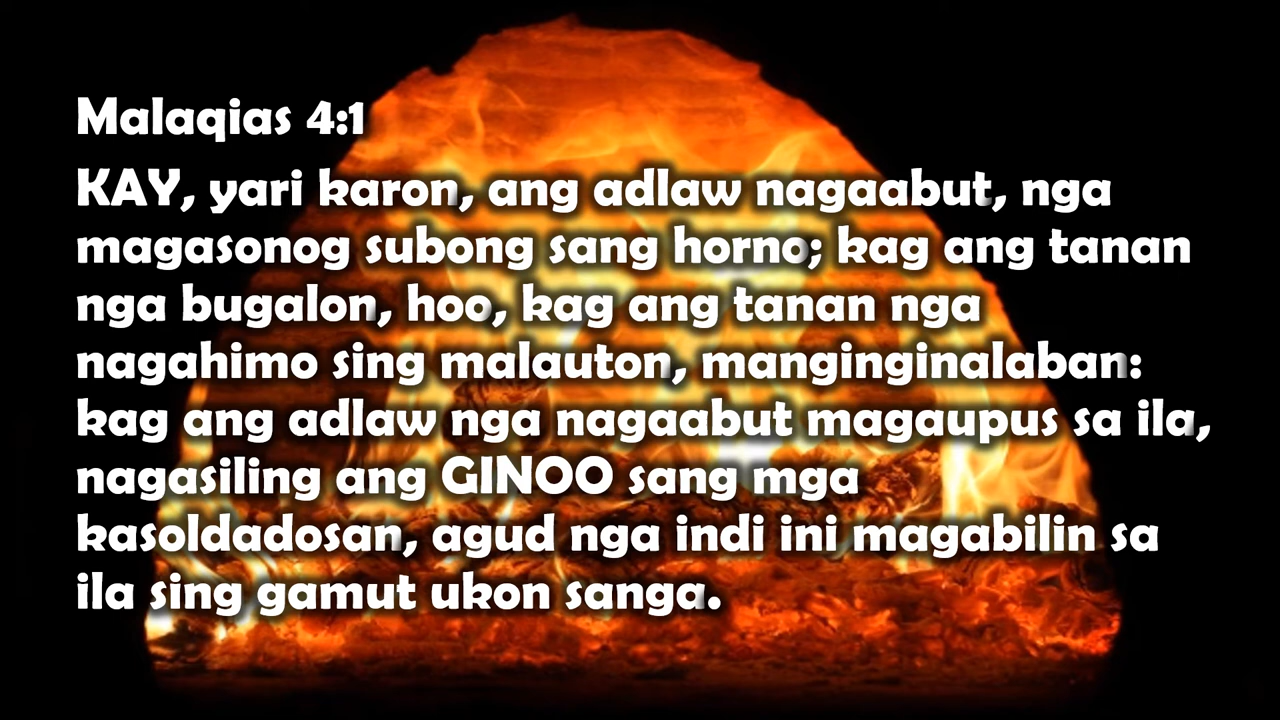 Malaqias 4:1
KAY, yari karon, ang adlaw nagaabut, nga
magasonog subong sang horno; kag ang tanan
nga bugalon, hoo, kag ang tanan nga
nagahimo sing malauton, manginginalaban:
kag ang adlaw nga nagaabut magaupus sa ila,
nagasiling ang GINOO sang mga
kasoldadosan, agud nga indi ini magabilin sa
ila sing gamut ukon sanga.